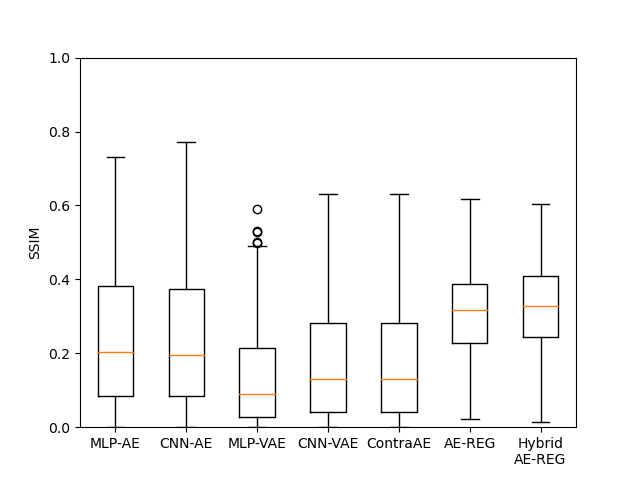 1.0
0.8
0.6
0.4
0.2
0.0
SSIM
MLP-AE
CNN-AE
MLP-VAE
CNN-VAE
ContraAE
AE-REG
Hybrid
AE-REG